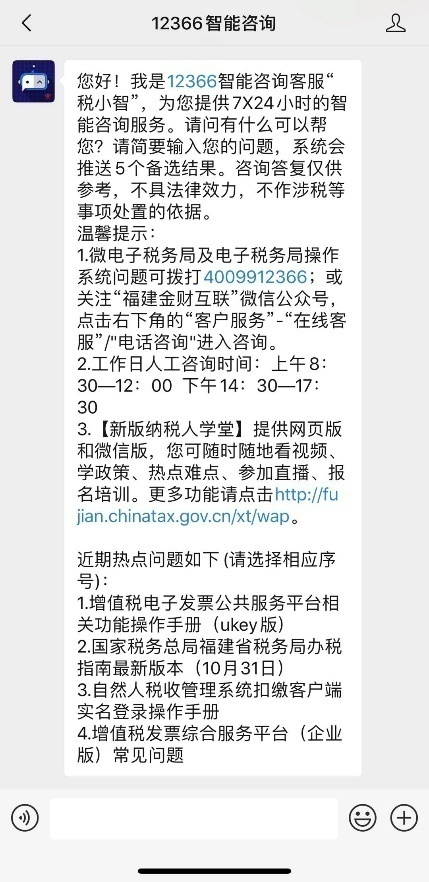 12366智能咨询
您好！我是12366智能咨询客服“
税小智”，为您提供7X24小时的智
能咨询服务。请问有什么可以帮
您？请简要输入您的问题，系统会
推送5个备选结果。咨询答复仅供
参考，不具法律效力，不作涉税等
事项处置的依据。
温馨提示：
1.微电子税务局及电子税务局操作
系统问题可拨打4009912366；或
关注“福建金财互联”微信公众号，
点击右下角的“客户服务”-“在线客
服”/"电话咨询"进入咨询。
2.工作日人工咨询时间：上午8：
30—12：00 下午14：30—17：
30
3.【新版纳税人学堂】提供网页版
和微信版，您可随时随地看视频、
学政策、热点难点、参加直播、报
名培训。更多功能请点击http://fu
jian.chinatax.gov.cn/xt/wap。
近期热点问题如下(请选择相应序
号)：
1.增值税电子发票公共服务平台相
关功能操作手册（ukey版）
2.国家税务总局福建省税务局办税
指南最新版本（10月31日）
3.自然人税收管理系统扣缴客户端
实名登录操作手册
4.增值税发票综合服务平台（企业
版）常见问题